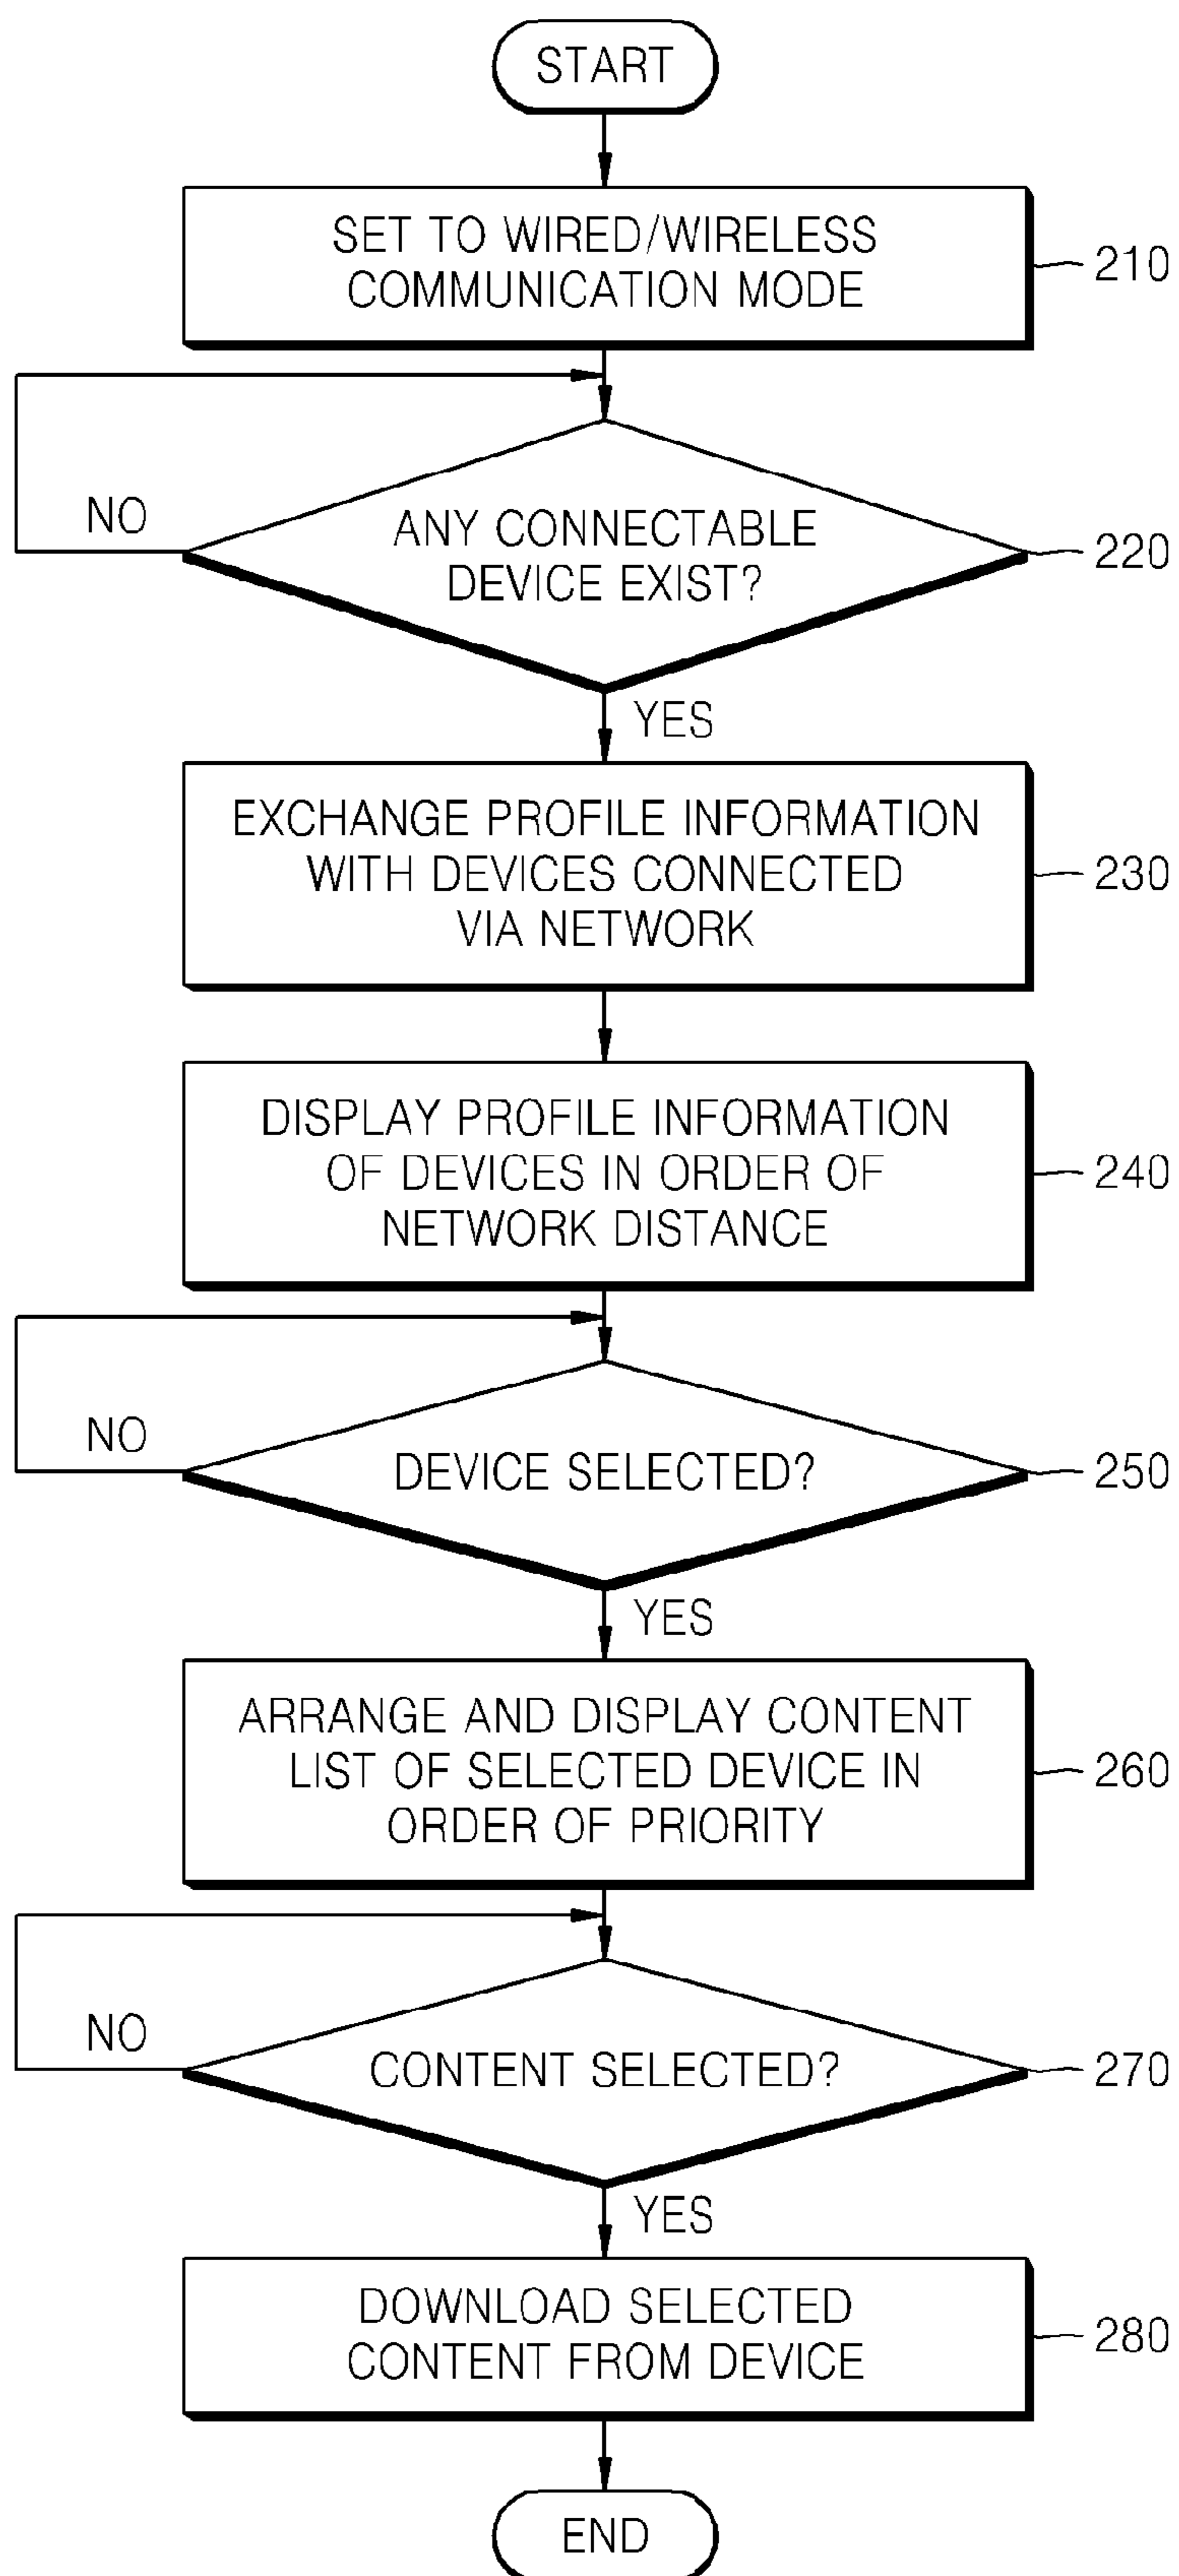 START
SET TO WIRED/WIRELESS
COMMUNICATION MODE
210
NO
ANY CONNECTABLE
DEVICE EXIST?
220
YES
EXCHANGE PROFILE INFORMATION
WITH DEVICES CONNECTED
VIA NETWORK
230
DISPLAY PROFILE INFORMATION
OF DEVICES IN ORDER OF
NETWORK DISTANCE
240
NO
DEVICE SELECTED?
250
YES
ARRANGE AND DISPLAY CONTENT
LIST OF SELECTED DEVICE IN
ORDER OF PRIORITY
260
NO
CONTENT SELECTED?
270
YES
DOWNLOAD SELECTED
CONTENT FROM DEVICE
280
END